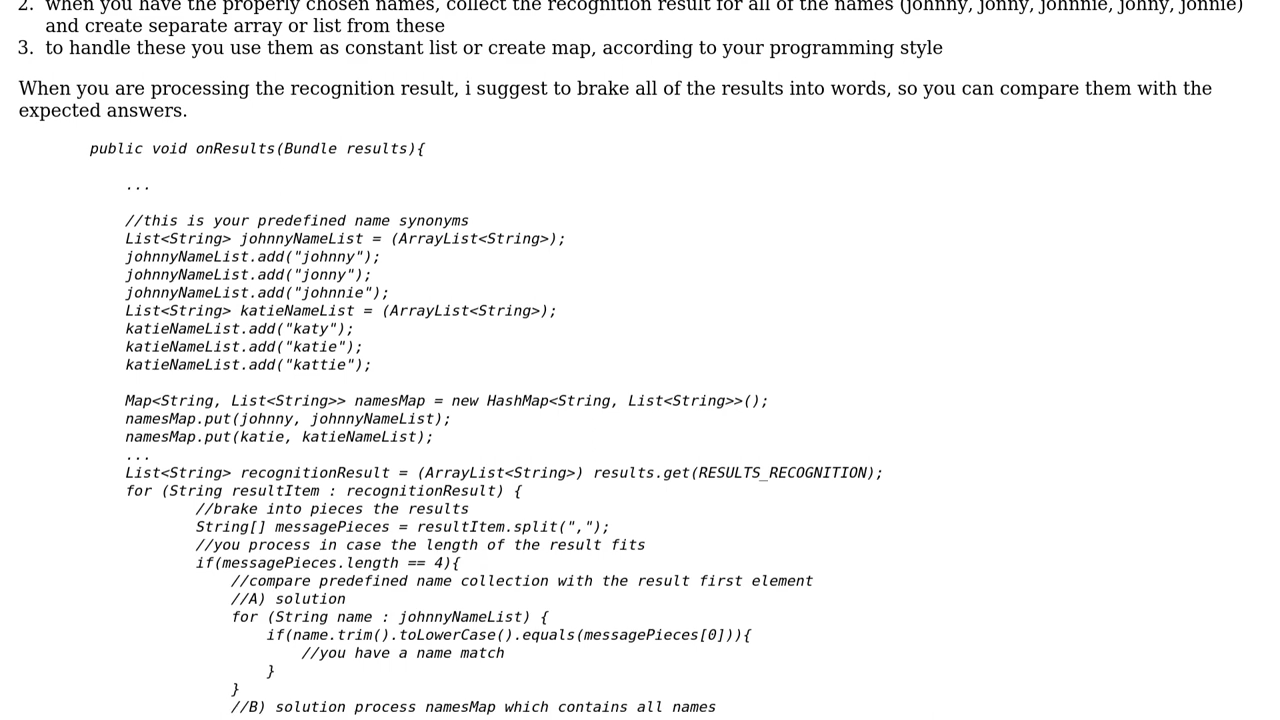 2. when you have the properly chosen names, collect the recognition result for all of the names (johnny, jonny, johnnie, johny, jonnie)
and create separate array or list from these
3. to handle these you use them as constant list or create map, according to your programming style
When you are processing the recognition result, i suggest to brake all of the results into words, so you can compare them with the
expected answers.
public void onResults(Bundle results){
...
//this is your predefined name synonyms
List<String> johnnyNameList = (ArrayList<String>);
johnnyNameList.add("johnny");
johnnyNameList.add("jonny");
johnnyNameList.add("johnnie");
List<String> katieNameList = (ArrayList<String>);
katieNameList.add("katy");
katieNameList.add("katie");
katieNameList.add("kattie");
Map<String, List<String>> namesMap = new HashMap<String, List<String>>();
namesMap.put(johnny, johnnyNameList);
namesMap.put(katie, katieNameList);
...
List<String> recognitionResult = (ArrayList<String>) results.get(RESULTS_RECOGNITION);
for (String resultItem : recognitionResult) {
//brake into pieces the results
String[] messagePieces = resultItem.split(",");
//you process in case the length of the result fits
if(messagePieces.length == 4){
//compare predefined name collection with the result first element
//A) solution
for (String name : johnnyNameList) {
if(name.trim().toLowerCase().equals(messagePieces[0])){
//you have a name match
}
}
//B) solution process namesMap which contains all names